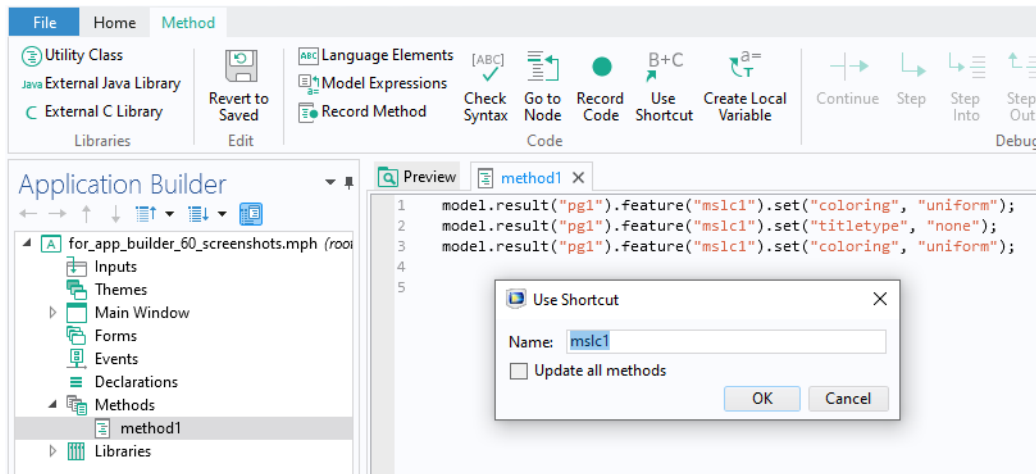 File Home Method
Utility Class
Java External Java Library
C External C Library
Libraries
Revert to
Saved
Edit
ABC Language Elements
a= Model Expressions
Record Method
[ABC]
Check
Syntax
Go to
Node
Record
Code
B+C
Use
Shortcut
a=
T
Create Local
Variable
Code
Continue
Step
Step
Into
Step
Out
Debug
Application Builder
for_app_builder_60_screenshots.mph (root
Inputs
Themes
Main Window
Forms
Events
Declarations
Methods
method1
Libraries
Preview method1
1 model.result("pg1").feature("mslc1").set("coloring", "uniform");
2 model.result("pg1").feature("mslc1").set("titletype", "none");
3 model.result("pg1").feature("mslc1").set("coloring", "uniform");
4
5
Use Shortcut
Name: mslc1
Update all methods
OK Cancel